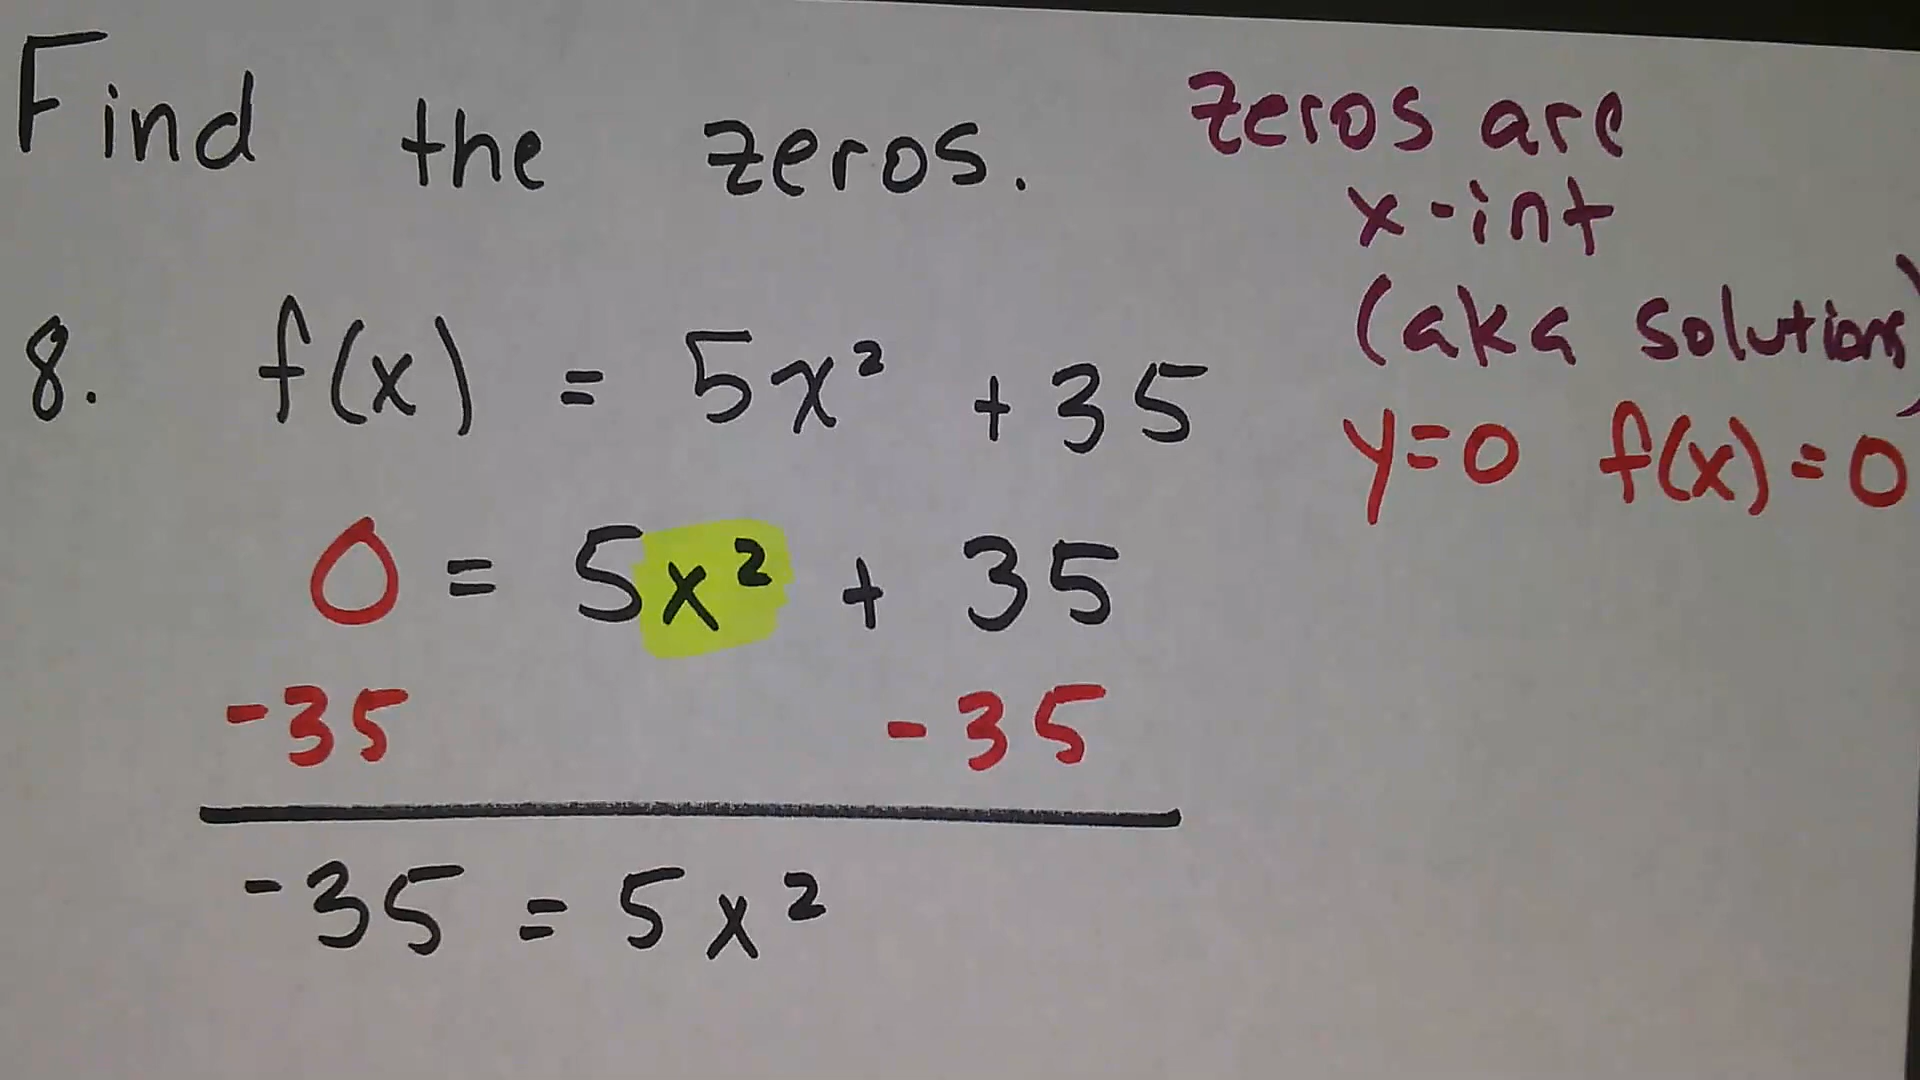 Find the zeros.
zeros are
x-int
(aka solutions)
8. f(x) = 5x² + 35
y=0 f(x)=0
0 = 5x² + 35
-35 -35
-35 = 5x²